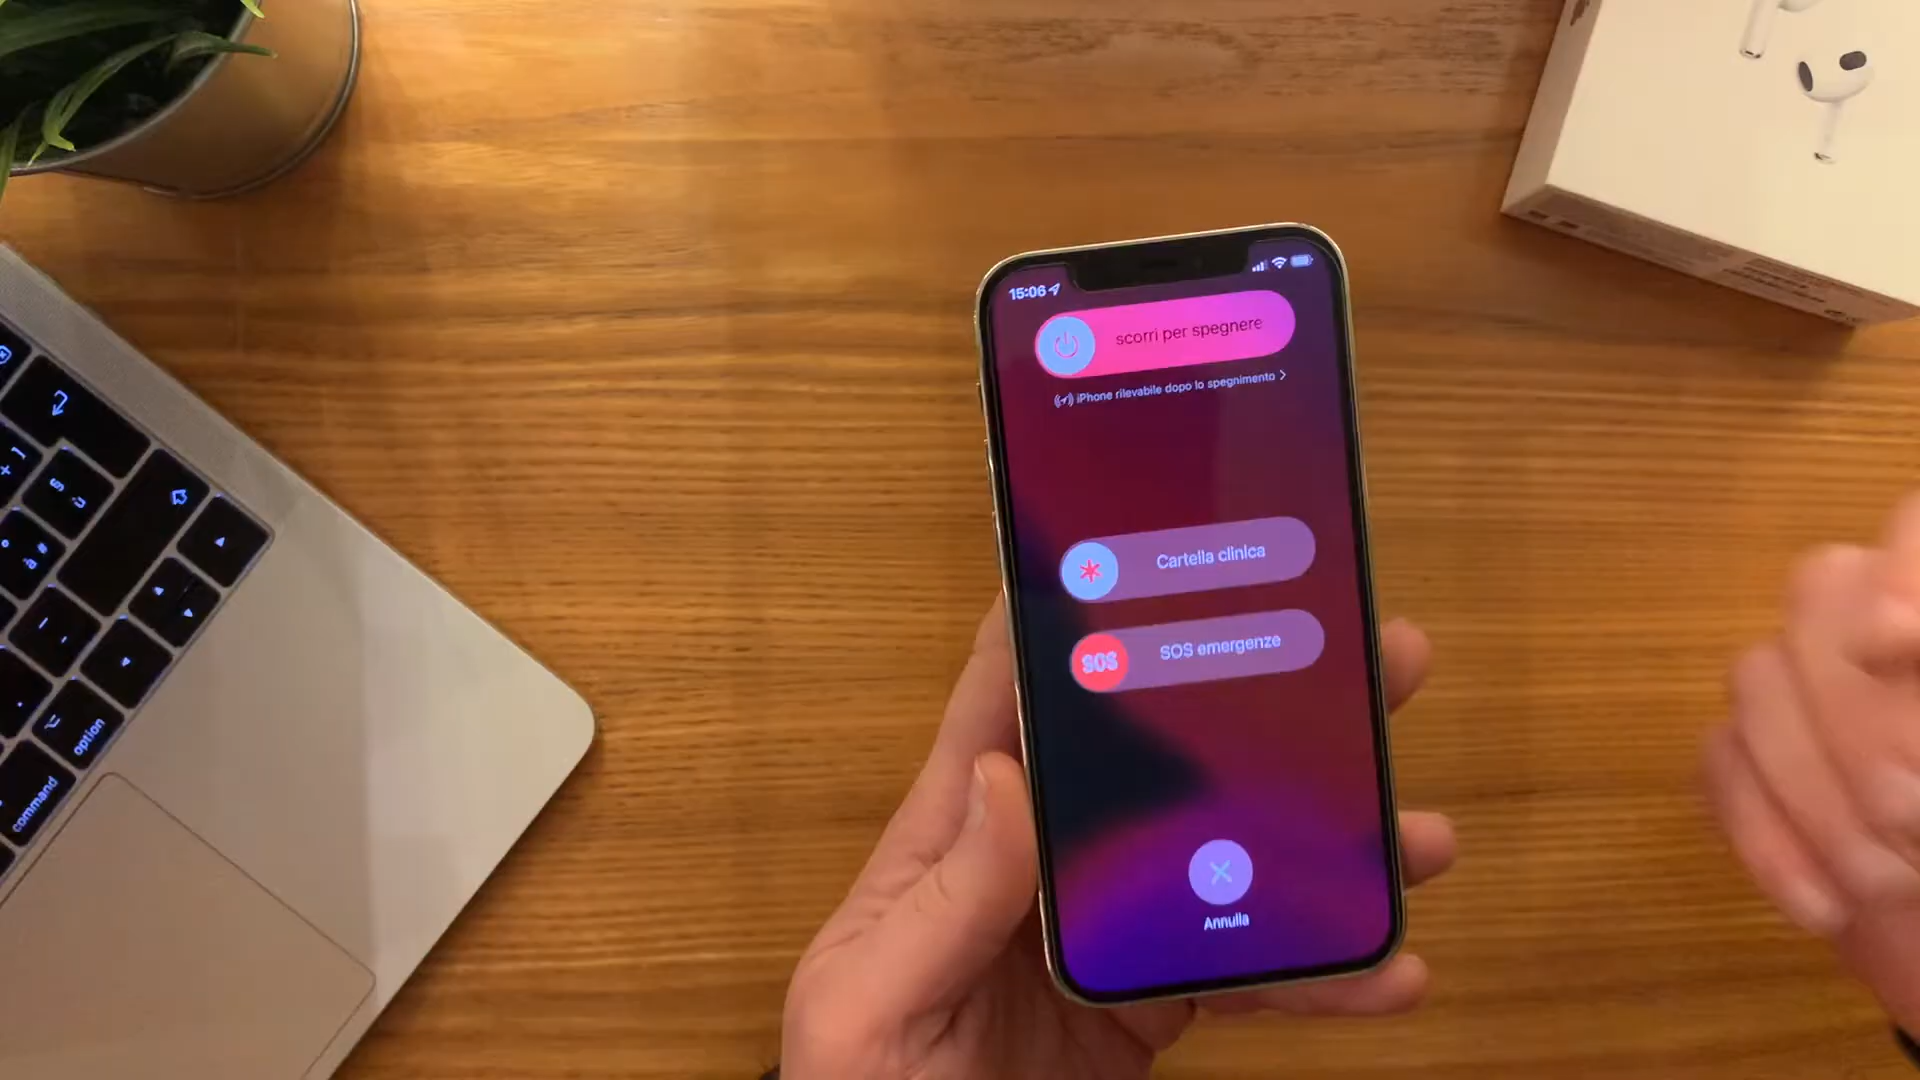 15:06
scorri per spegnere
iPhone rilevabile dopo lo spegnimento
Cartella clinica
SOS
SOS emergenze
Annulla
option
command